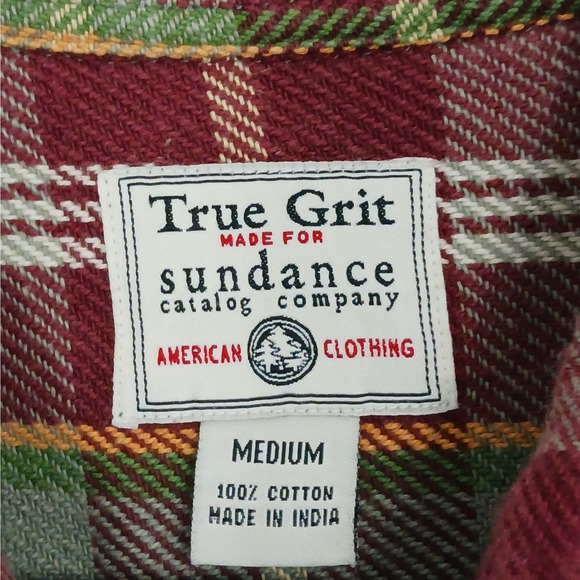 True Grit
MADE FOR
sundance
catalog company
AMERICAN CLOTHING
MEDIUM
100% COTTON
MADE IN INDIA